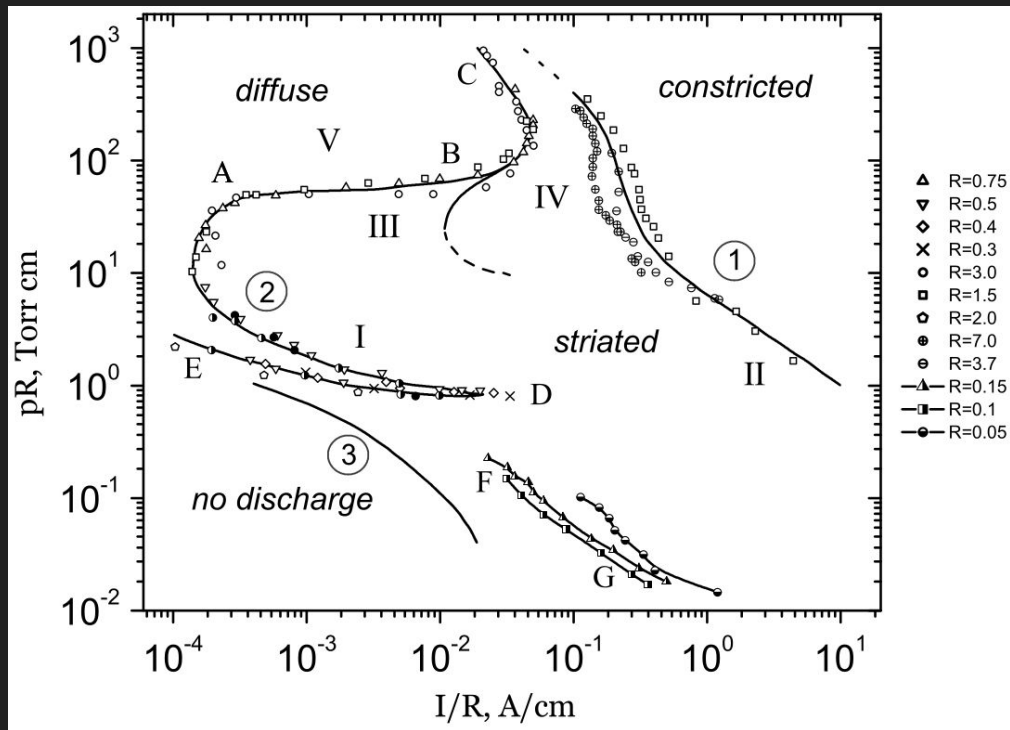 10³
10²
10¹
10⁰
10⁻¹
10⁻²
pR, Torr cm
diffuse
constricted
C
V
B
A
IV
III
1
2
I
striated
E
D
II
3
no discharge
F
G
10⁻⁴
10⁻³
10⁻²
10⁻¹
10⁰
10¹
I/R, A/cm
R=0.75
R=0.5
R=0.4
R=0.3
R=3.0
R=1.5
R=2.0
R=7.0
R=3.7
R=0.15
R=0.1
R=0.05